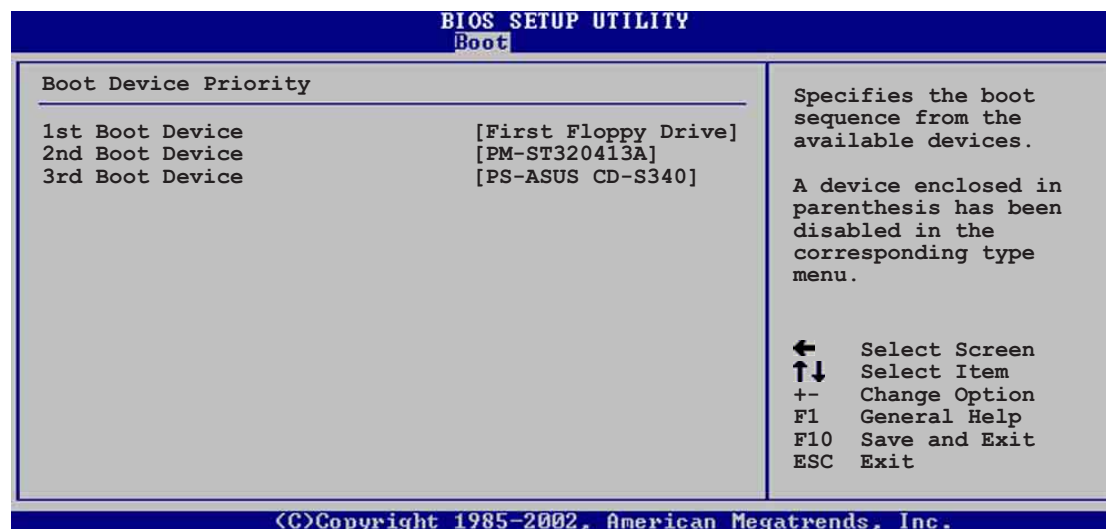 BIOS SETUP UTILITY
Boot
Boot Device Priority
1st Boot Device [First Floppy Drive]
2nd Boot Device [PM-ST320413A]
3rd Boot Device [PS-ASUS CD-S340]
Specifies the boot
sequence from the
available devices.
A device enclosed in
parenthesis has been
disabled in the
corresponding type
menu.
← Select Screen
↑↓ Select Item
+- Change Option
F1 General Help
F10 Save and Exit
ESC Exit
(C)Copyright 1985-2002, American Megatrends, Inc.